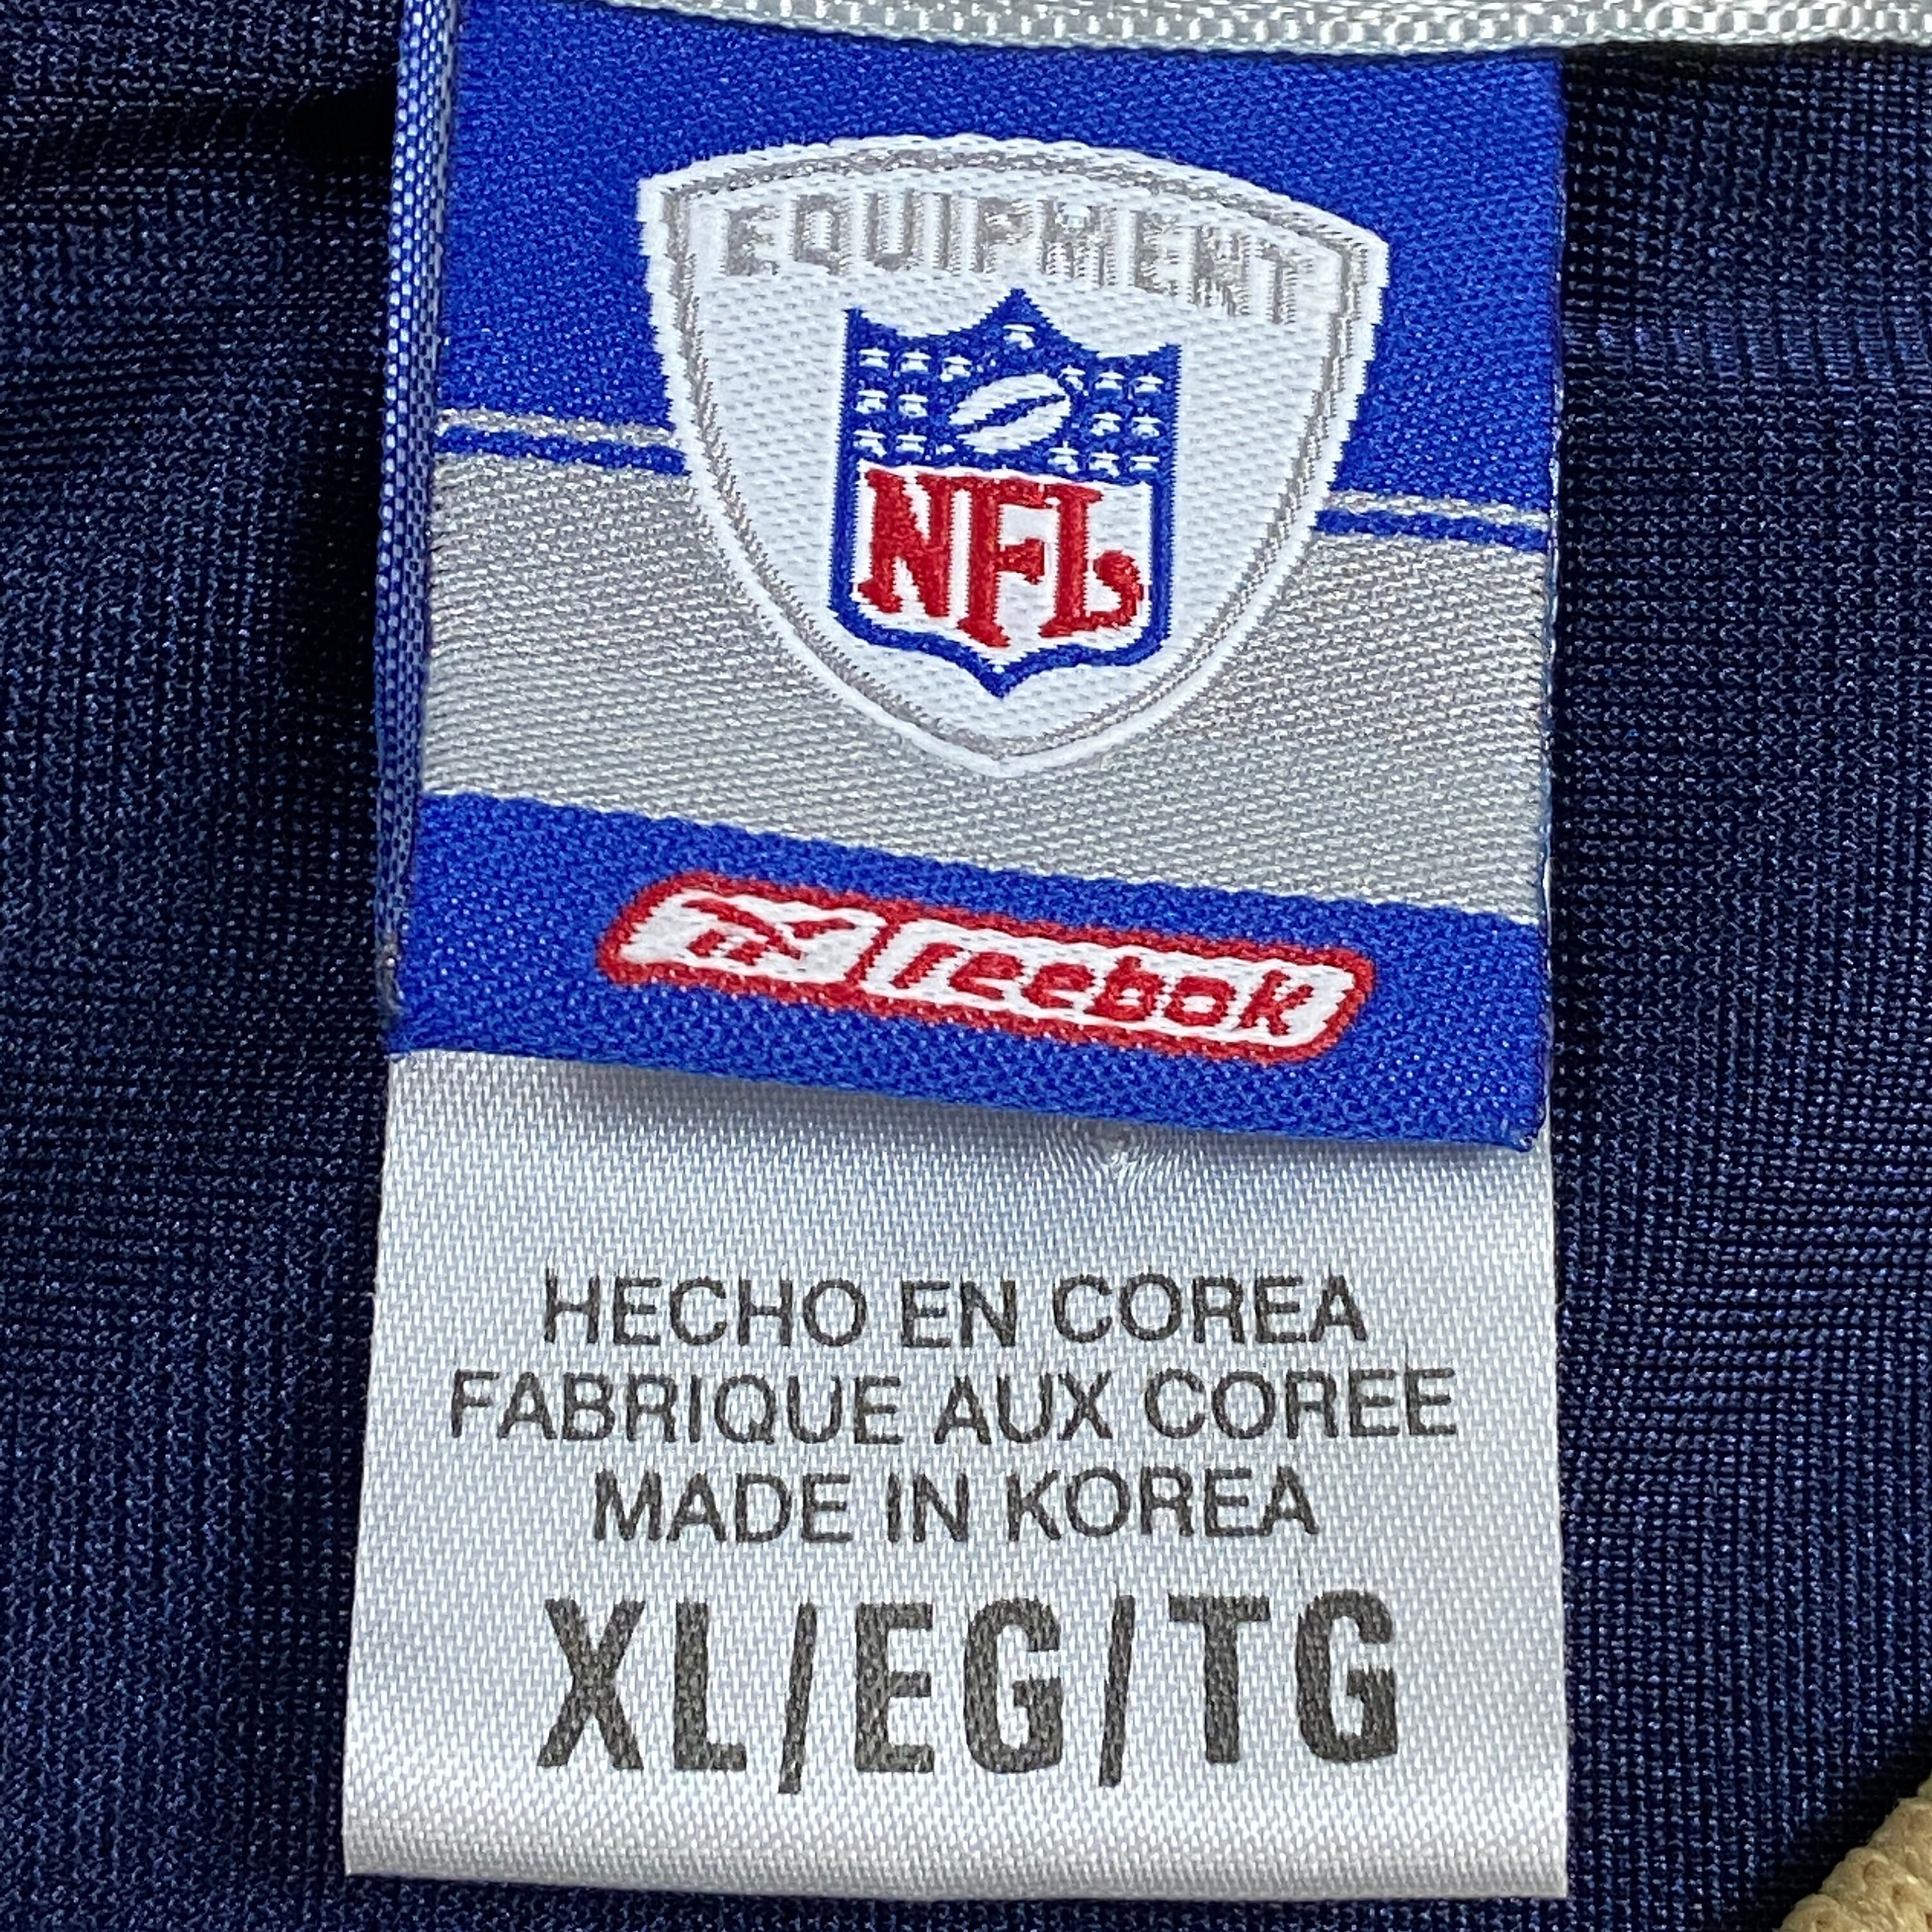 EQUIPMENT
NFL
reebok
HECHO EN COREA
FABRIQUE AUX COREE
MADE IN KOREA
XL/EG/TG